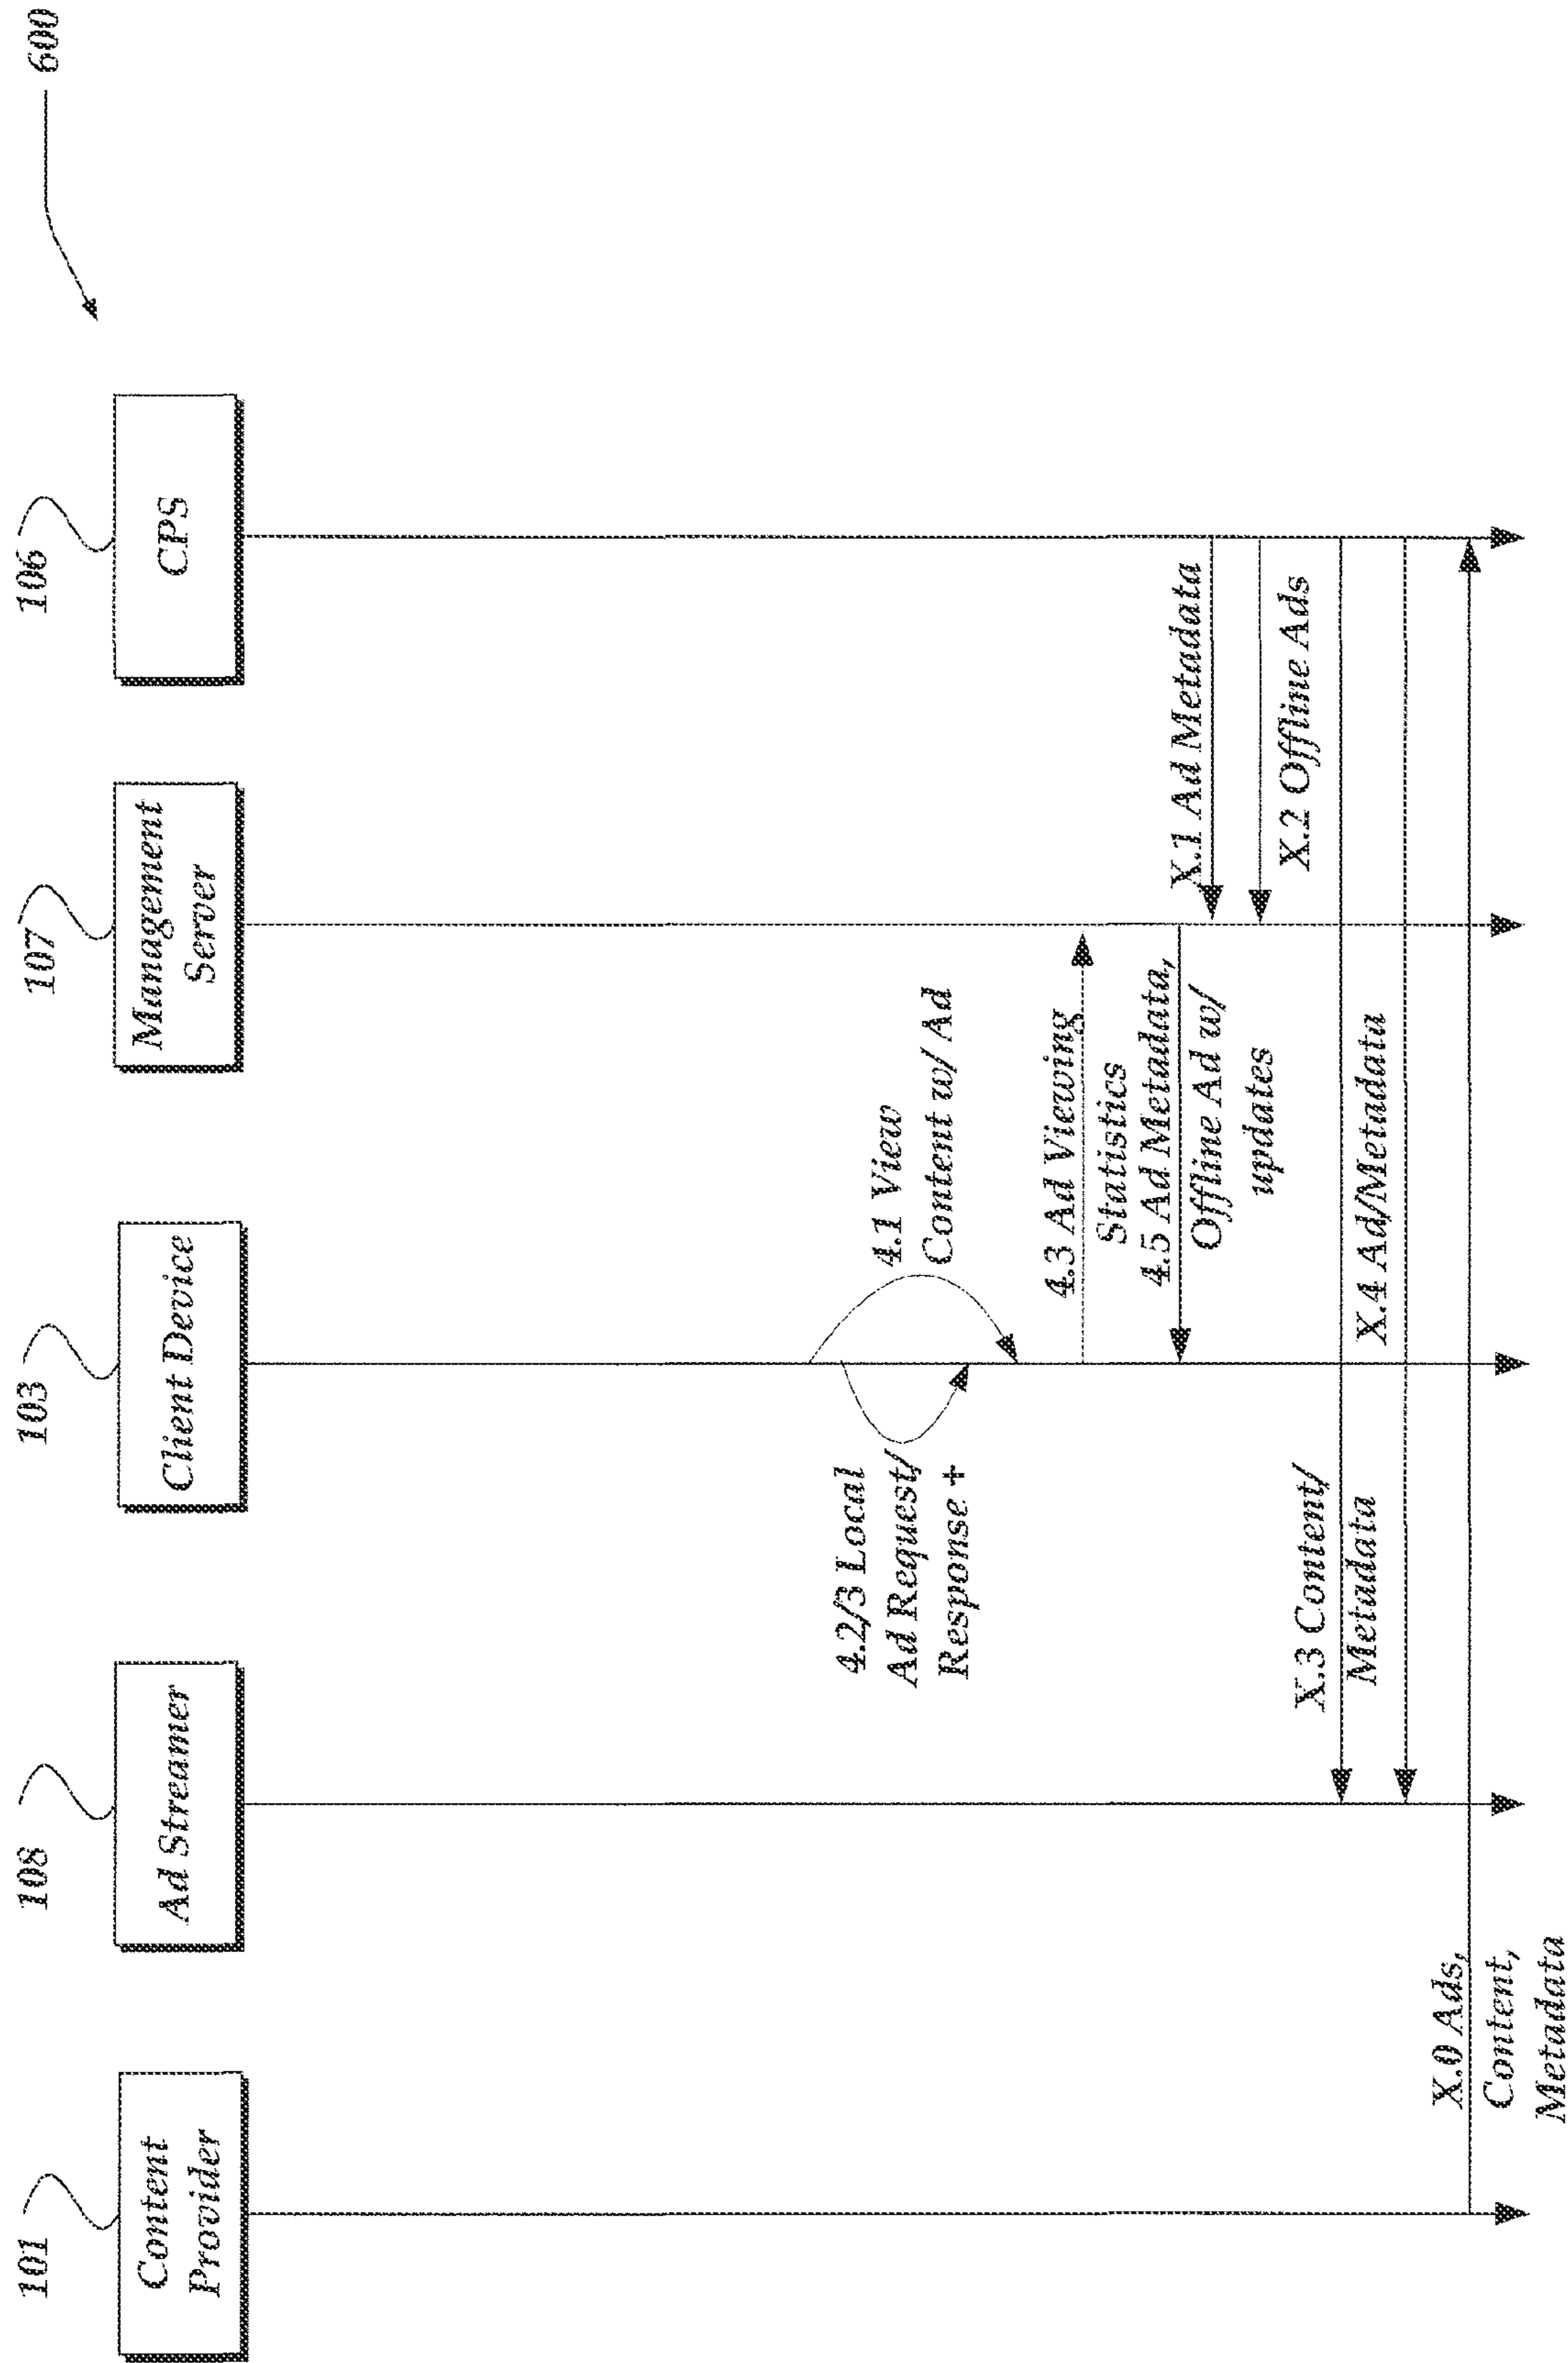 600
101
108
103
107
106
Content
Provider
Ad Streamer
Client Device
Management
Server
CPS
4.1 View
Content w/ Ad
4.2/3 Local
Ad Request/
Response +
4.3 Ad Viewing
Statistics
4.5 Ad Metadata,
Offline Ad w/
updates
X.1 Ad Metadata
X.2 Offline Ads
X.3 Content/
Metadata
X.4 Ad/Metadata
X.0 Ads,
Content,
Metadata